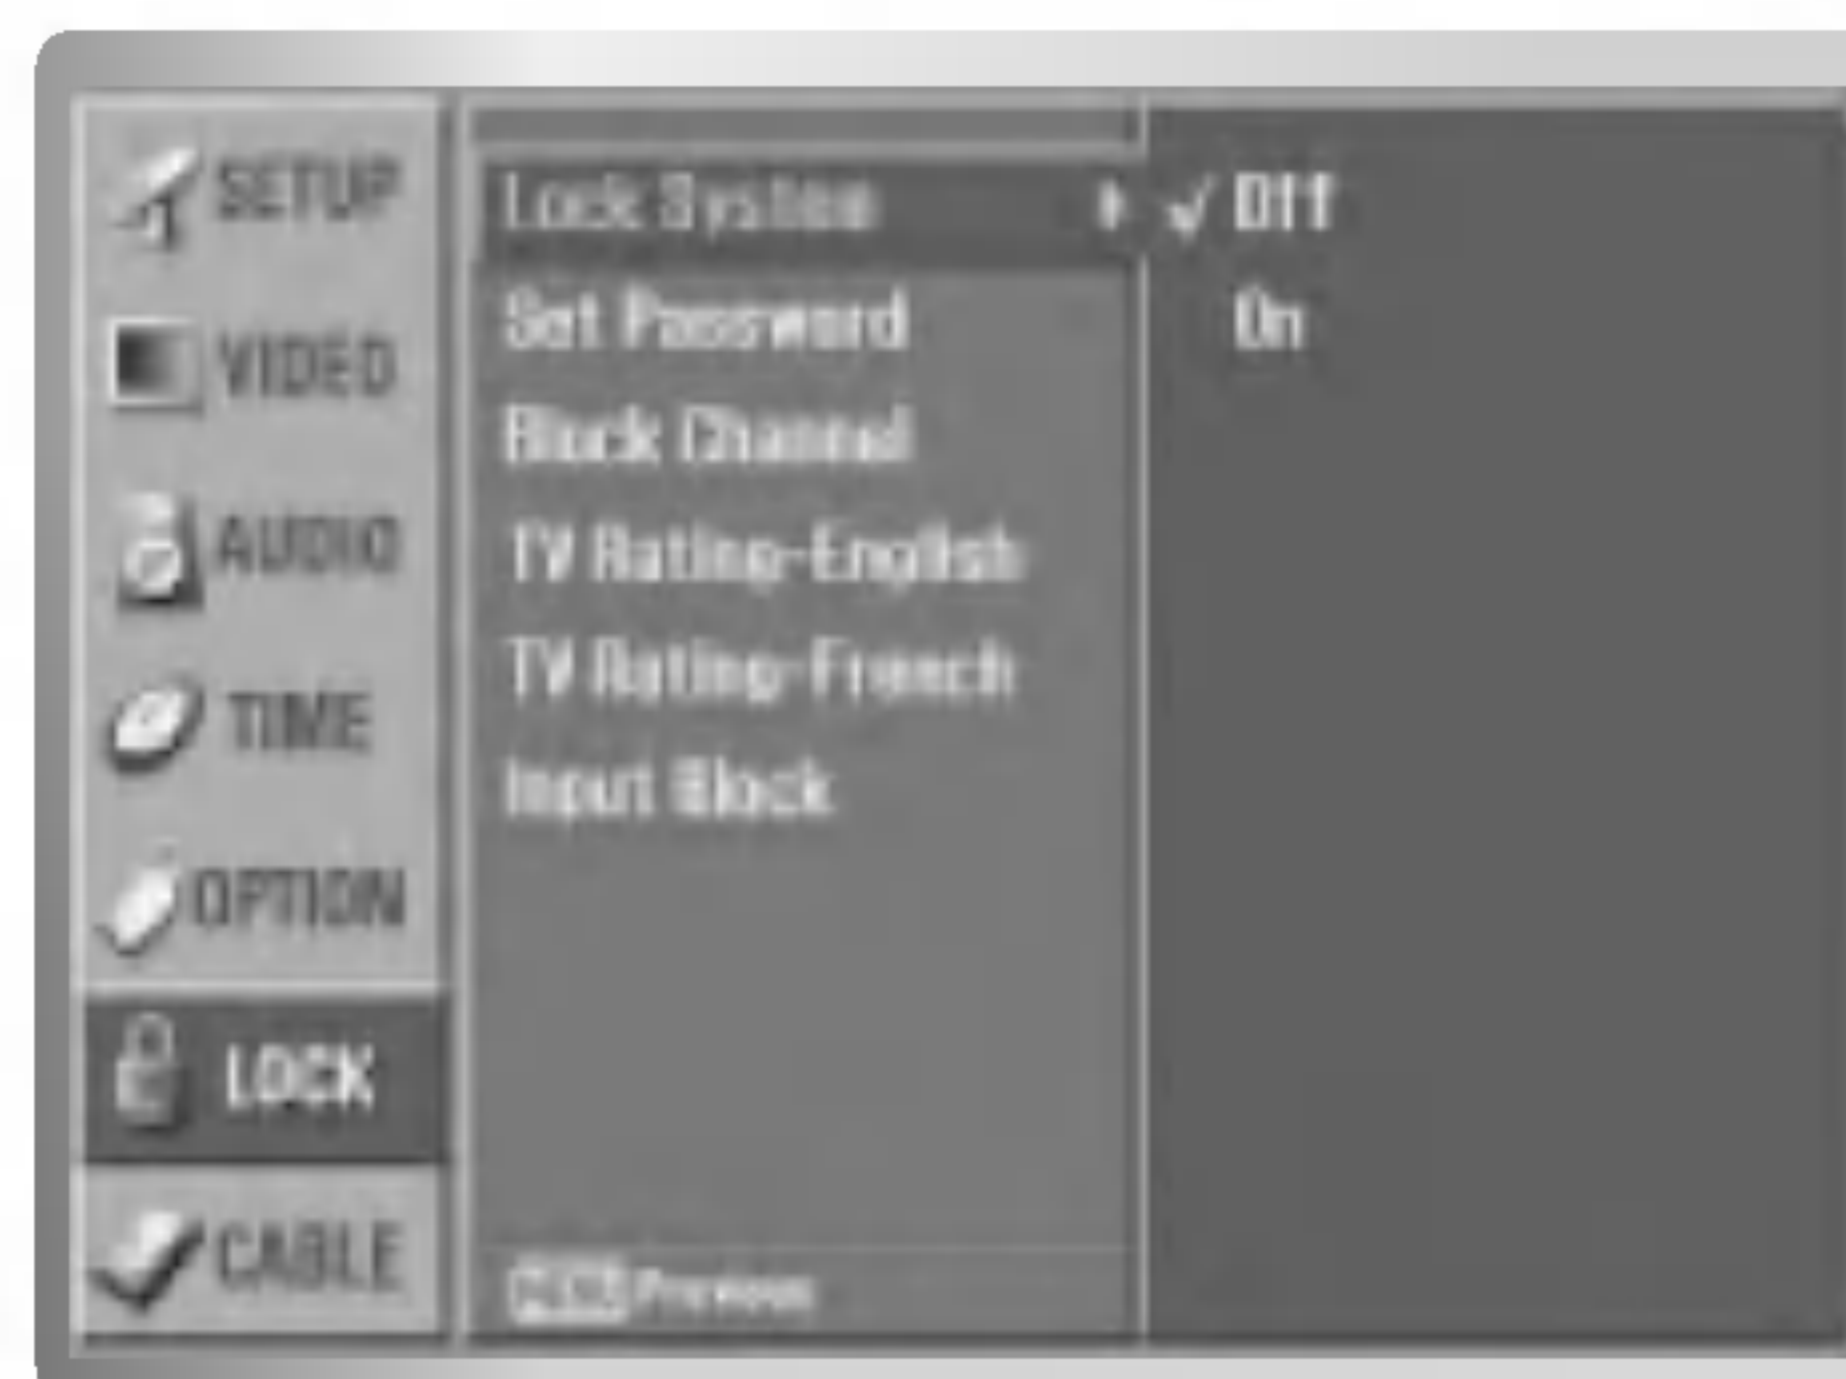 SETUP
VIDEO
AUDIO
TIME
OPTION
LOCK
CABLE
Lock System
Set Password
Block Channel
TV Rating-English
TV Rating-French
Input Block
Previous
Off
On